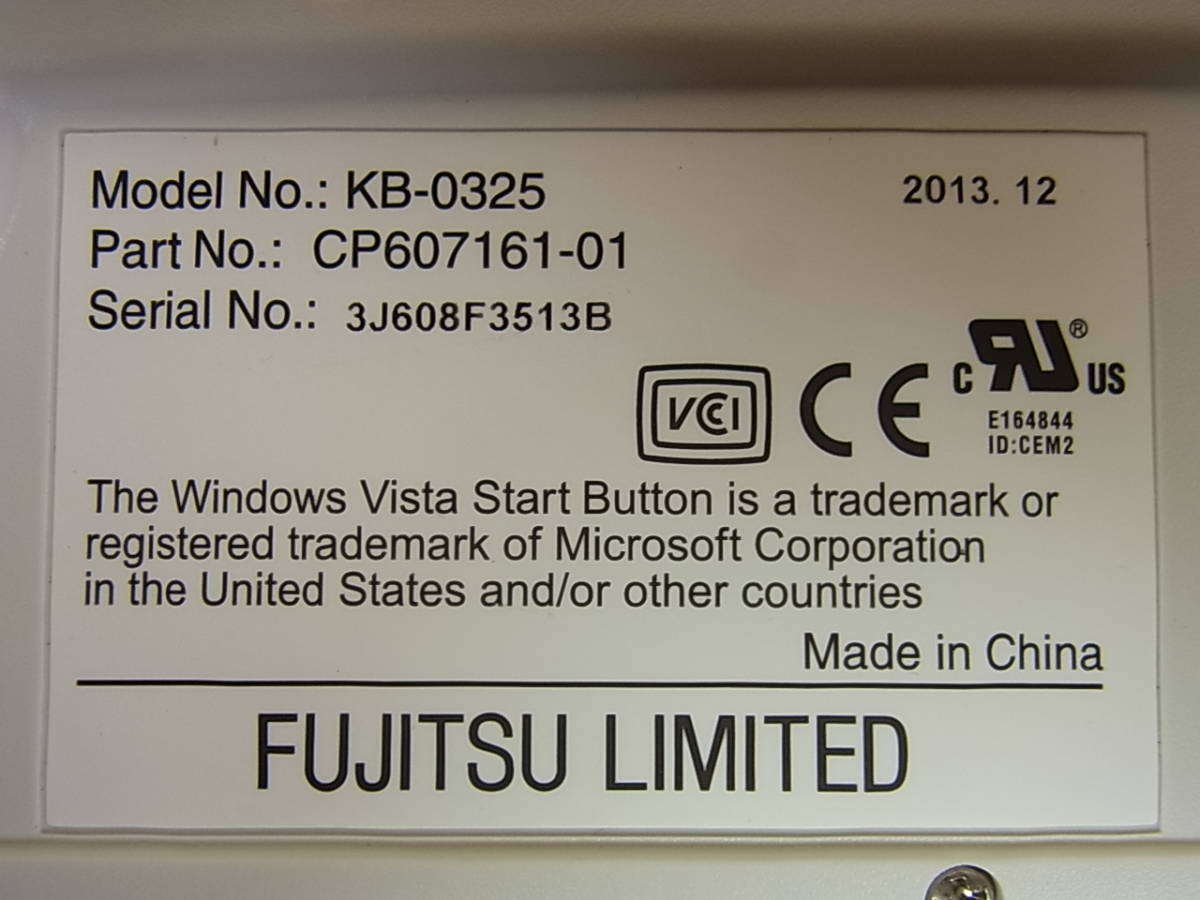 Model No.: KB-0325 2013. 12
Part No.: CP607161-01
Serial No.: 3J608F3513B
VCCI CE c RU ® US
E164844
ID:CEM2
The Windows Vista Start Button is a trademark or
registered trademark of Microsoft Corporation
in the United States and/or other countries
Made in China
FUJITSU LIMITED